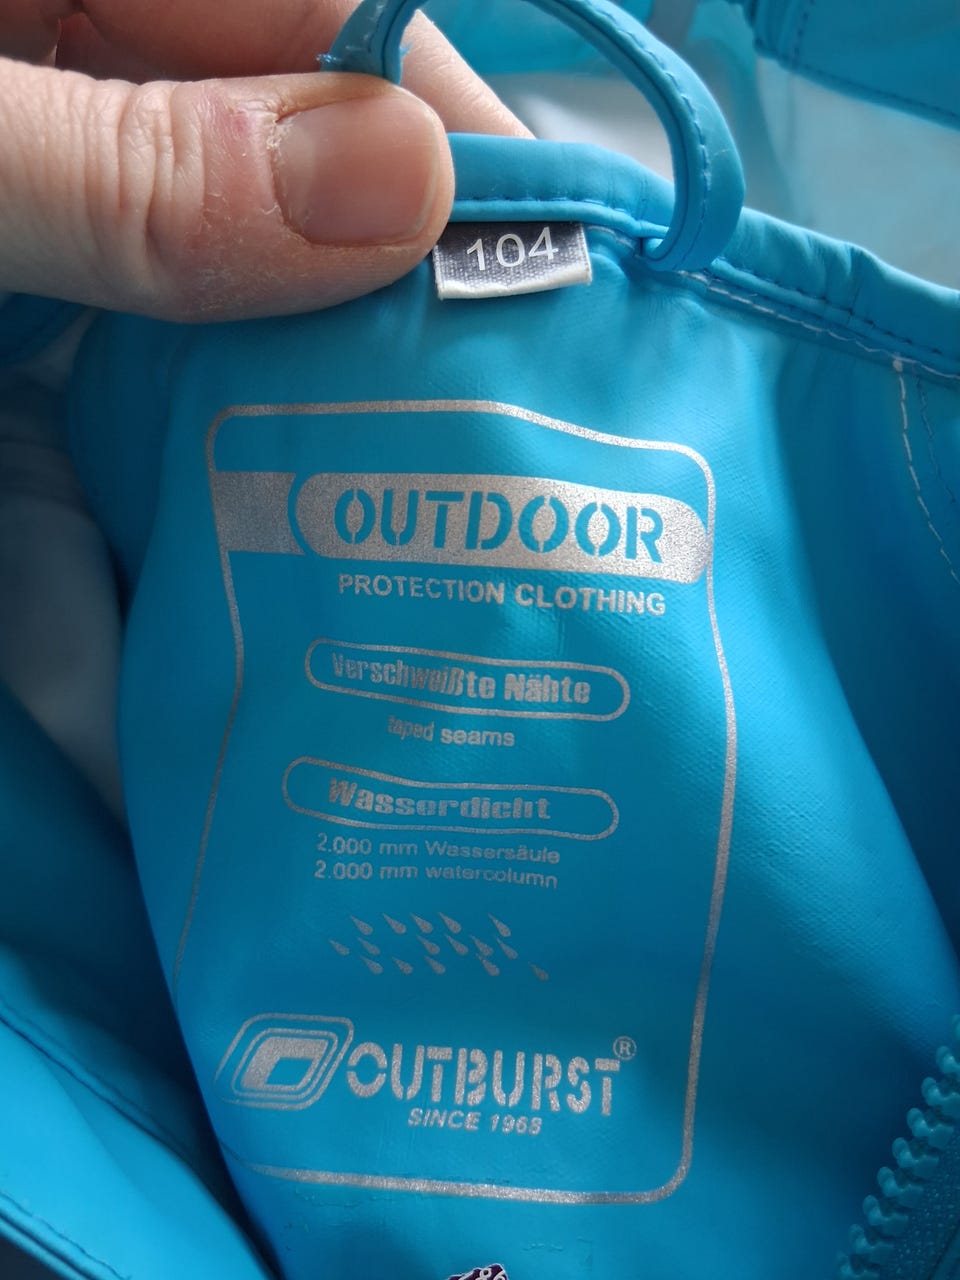 104
OUTDOOR
PROTECTION CLOTHING
Verschweißte Nähte
taped seams
Wasserdicht
2.000 mm Wassersäule
2.000 mm watercolumn
OUTBURST®
SINCE 1968